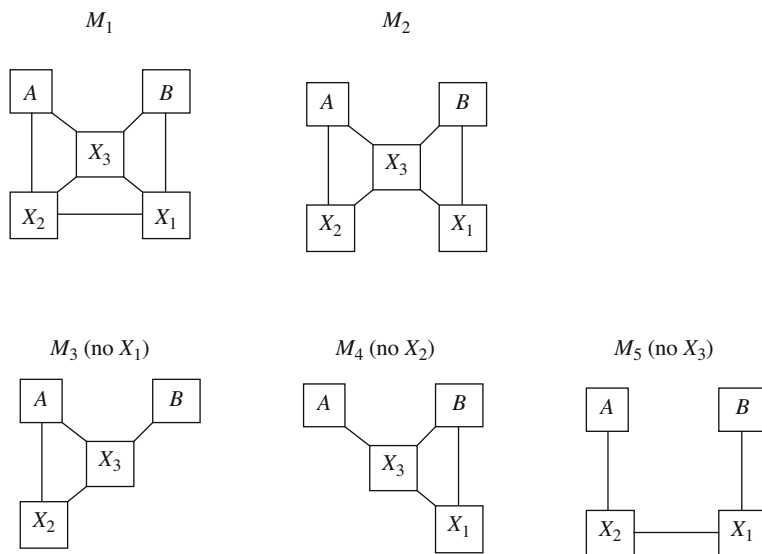 M₁ M₂
A B A B
X₃ X₃
X₂ X₁ X₂ X₁
M₃ (no X₁) M₄ (no X₂) M₅ (no X₃)
A B A B A B
X₃ X₃
X₂ X₁ X₂ X₁